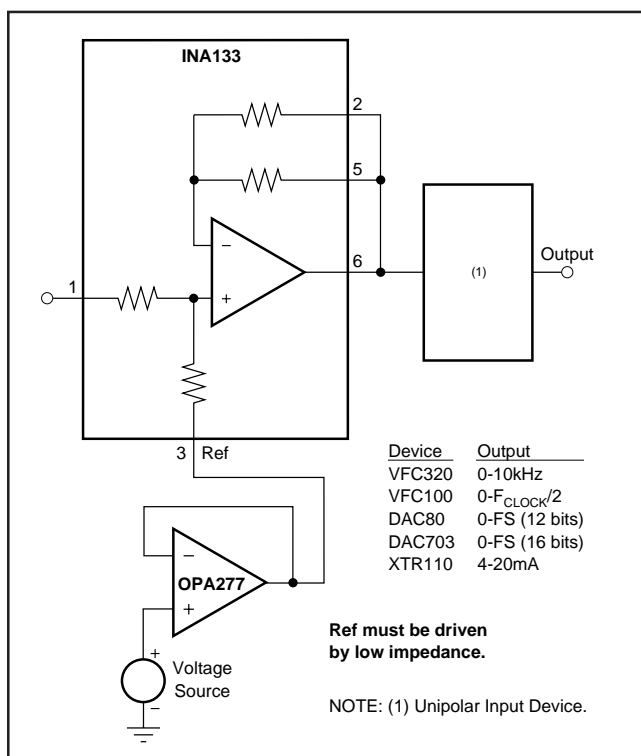 INA133
2
5
−
6
Output
(1)
1
+
3 Ref
Device Output
VFC320 0-10kHz
VFC100 0-FCLOCK/2
DAC80 0-FS (12 bits)
DAC703 0-FS (16 bits)
XTR110 4-20mA
−
OPA277
+
Ref must be driven
by low impedance.
+
Voltage
Source
−
NOTE: (1) Unipolar Input Device.